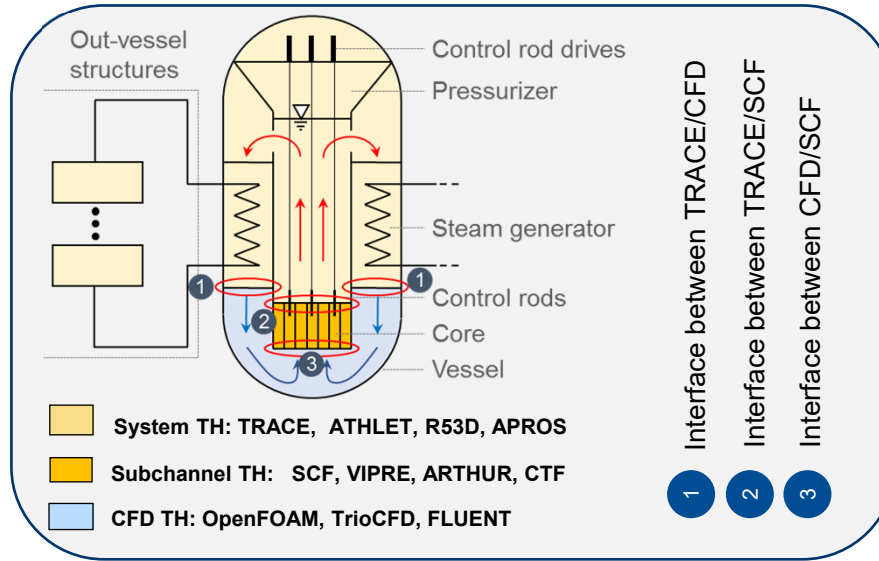 Out-vessel
structures
Control rod drives
Pressurizer
Steam generator
1
1
Control rods
2
Core
3
Vessel
System TH: TRACE, ATHLET, R53D, APROS
Subchannel TH: SCF, VIPRE, ARTHUR, CTF
CFD TH: OpenFOAM, TrioCFD, FLUENT
1 Interface between TRACE/CFD
2 Interface between TRACE/SCF
3 Interface between CFD/SCF